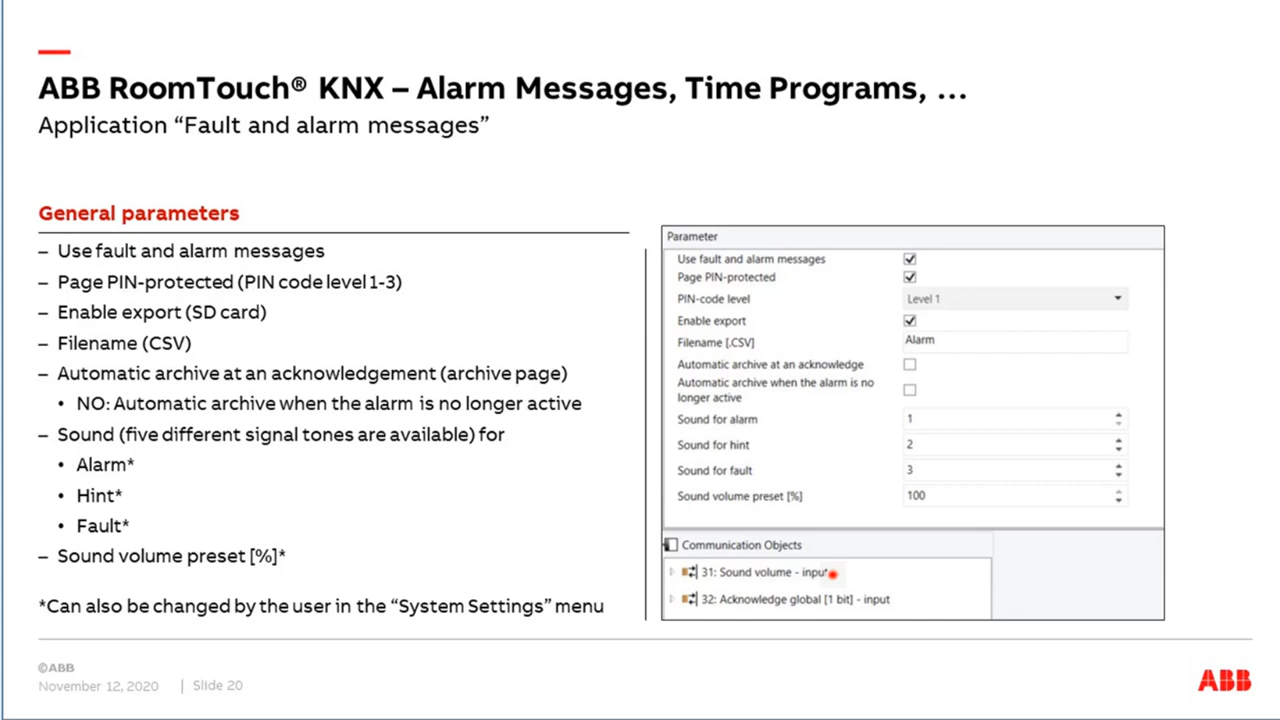 ABB RoomTouch® KNX – Alarm Messages, Time Programs, …
Application “Fault and alarm messages”
General parameters
– Use fault and alarm messages
– Page PIN-protected (PIN code level 1-3)
– Enable export (SD card)
– Filename (CSV)
– Automatic archive at an acknowledgement (archive page)
• NO: Automatic archive when the alarm is no longer active
– Sound (five different signal tones are available) for
• Alarm*
• Hint*
• Fault*
– Sound volume preset [%]*
*Can also be changed by the user in the “System Settings” menu
Parameter
Use fault and alarm messages
Page PIN-protected
PIN-code level Level 1
Enable export
Filename [.CSV] Alarm
Automatic archive at an acknowledge
Automatic archive when the alarm is no
longer active
Sound for alarm 1
Sound for hint 2
Sound for fault 3
Sound volume preset [%] 100
Communication Objects
31: Sound volume - input
32: Acknowledge global [1 bit] - input
©ABB
November 12, 2020 | Slide 20
ABB